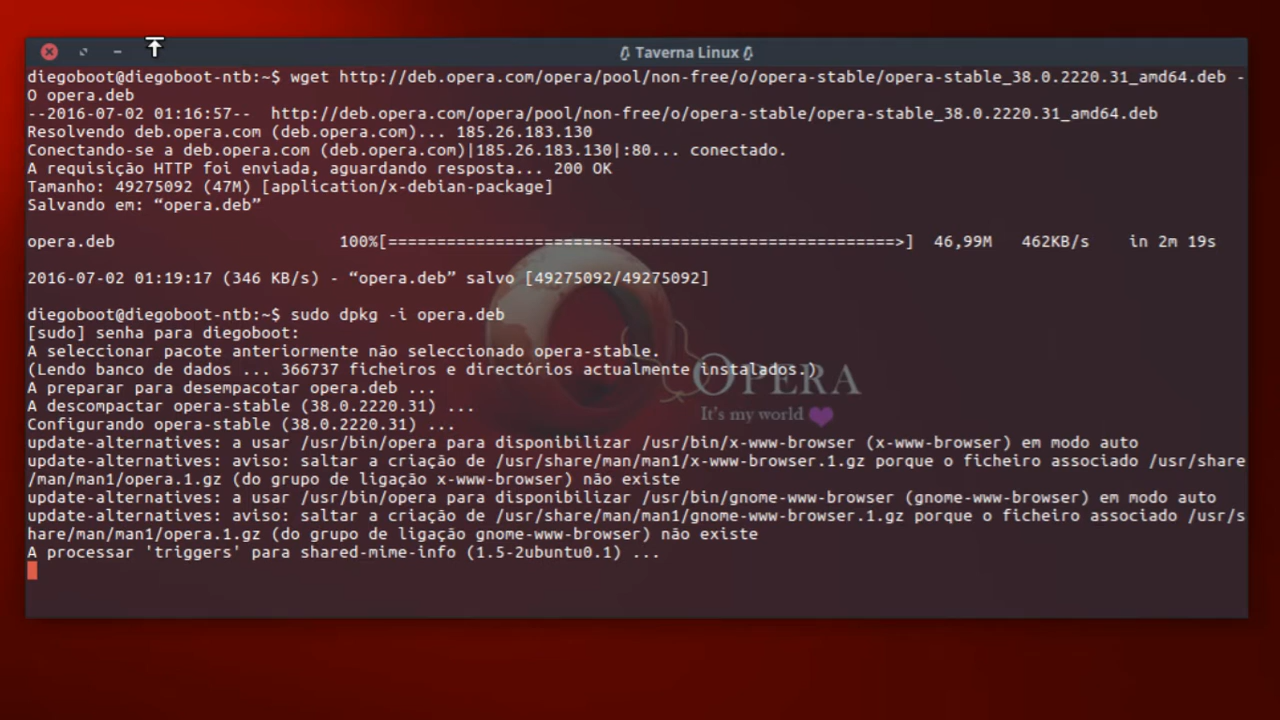 Taverna Linux
diegoboot@diegoboot-ntb:~$ wget http://deb.opera.com/opera/pool/non-free/o/opera-stable/opera-stable_38.0.2220.31_amd64.deb -
O opera.deb
--2016-07-02 01:16:57--  http://deb.opera.com/opera/pool/non-free/o/opera-stable/opera-stable_38.0.2220.31_amd64.deb
Resolvendo deb.opera.com (deb.opera.com)... 185.26.183.130
Conectando-se a deb.opera.com (deb.opera.com)|185.26.183.130|:80... conectado.
A requisição HTTP foi enviada, aguardando resposta... 200 OK
Tamanho: 49275092 (47M) [application/x-debian-package]
Salvando em: “opera.deb”
opera.deb 100%[====================================================>] 46,99M 462KB/s in 2m 19s
2016-07-02 01:19:17 (346 KB/s) - “opera.deb” salvo [49275092/49275092]
diegoboot@diegoboot-ntb:~$ sudo dpkg -i opera.deb
[sudo] senha para diegoboot:
A seleccionar pacote anteriormente não seleccionado opera-stable.
(Lendo banco de dados ... 366737 ficheiros e directórios actualmente instalados.)
A preparar para desempacotar opera.deb ...
A descompactar opera-stable (38.0.2220.31) ...
Configurando opera-stable (38.0.2220.31) ...
update-alternatives: a usar /usr/bin/opera para disponibilizar /usr/bin/x-www-browser (x-www-browser) em modo auto
update-alternatives: aviso: saltar a criação de /usr/share/man/man1/x-www-browser.1.gz porque o ficheiro associado /usr/share
/man/man1/opera.1.gz (do grupo de ligação x-www-browser) não existe
update-alternatives: a usar /usr/bin/opera para disponibilizar /usr/bin/gnome-www-browser (gnome-www-browser) em modo auto
update-alternatives: aviso: saltar a criação de /usr/share/man/man1/gnome-www-browser.1.gz porque o ficheiro associado /usr/s
hare/man/man1/opera.1.gz (do grupo de ligação gnome-www-browser) não existe
A processar 'triggers' para shared-mime-info (1.5-2ubuntu0.1) ...
OPERA
It's my world